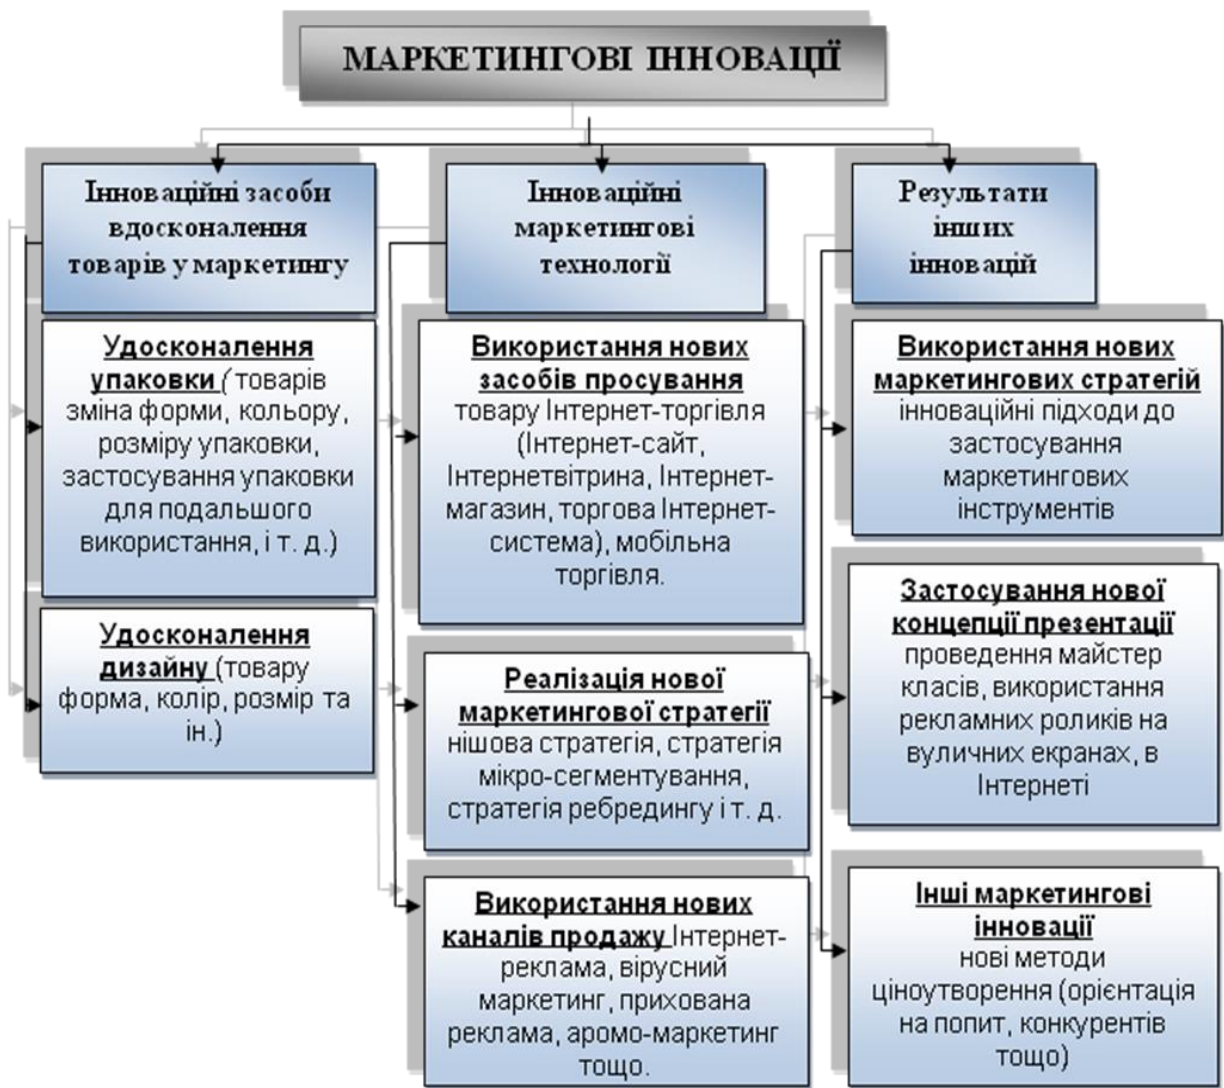 МАРКЕТИНГОВІ ІННОВАЦІЇ
Інноваційні засоби
вдосконалення
товарів у маркетингу
Удосконалення
упаковки (товарів
зміна форми, кольору,
розміру упаковки,
застосування упаковки
для подальшого
використання, і т. д.)
Удосконалення
дизайну (товару
форма, колір, розмір та
ін.)
Інноваційні
маркетингові
технології
Використання нових
засобів просування
товару Інтернет-торгівля
(Інтернет-сайт,
Інтернетвітрина, Інтернет-
магазин, торгова Інтернет-
система), мобільна
торгівля.
Реалізація нової
маркетингової стратегії
нішова стратегія, стратегія
мікро-сегментування,
стратегія ребредингу і т. д.
Використання нових
каналів продажу Інтернет-
реклама, вірусний
маркетинг, прихована
реклама, аромо-маркетинг
тощо.
Результати
інших
інновацій
Використання нових
маркетингових стратегій
інноваційні підходи до
застосування
маркетингових
інструментів
Застосування нової
концепції презентації
проведення майстер
класів, використання
рекламних роликів на
вуличних екранах, в
Інтернеті
Інші маркетингові
інновації
нові методи
ціноутворення (орієнтація
на попит, конкурентів
тощо)